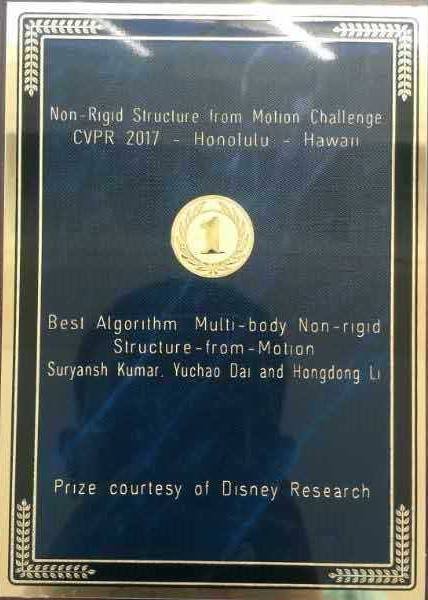 Non-Rigid Structure from Motion Challenge
CVPR 2017 - Honolulu - Hawaii
1
Best Algorithm Multi-body Non-rigid
Structure-from-Motion
Suryansh Kumar, Yuchao Dai and Hongdong Li
Prize courtesy of Disney Research